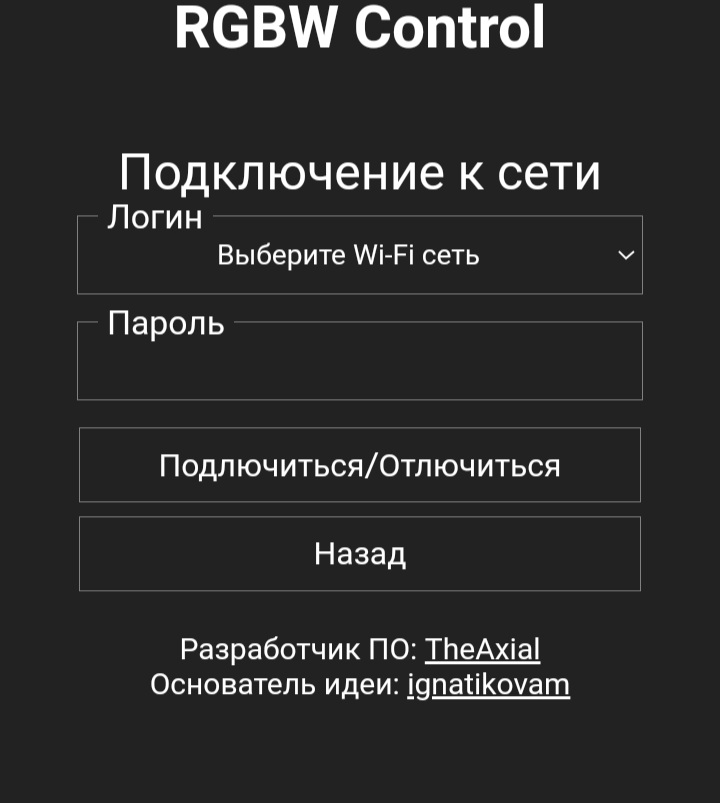 RGBW Control
Подключение к сети
Логин
Выберите Wi-Fi сеть
Пароль
Подлючиться/Отлючиться
Назад
Разработчик ПО: TheAxial
Основатель идеи: ignatikovam